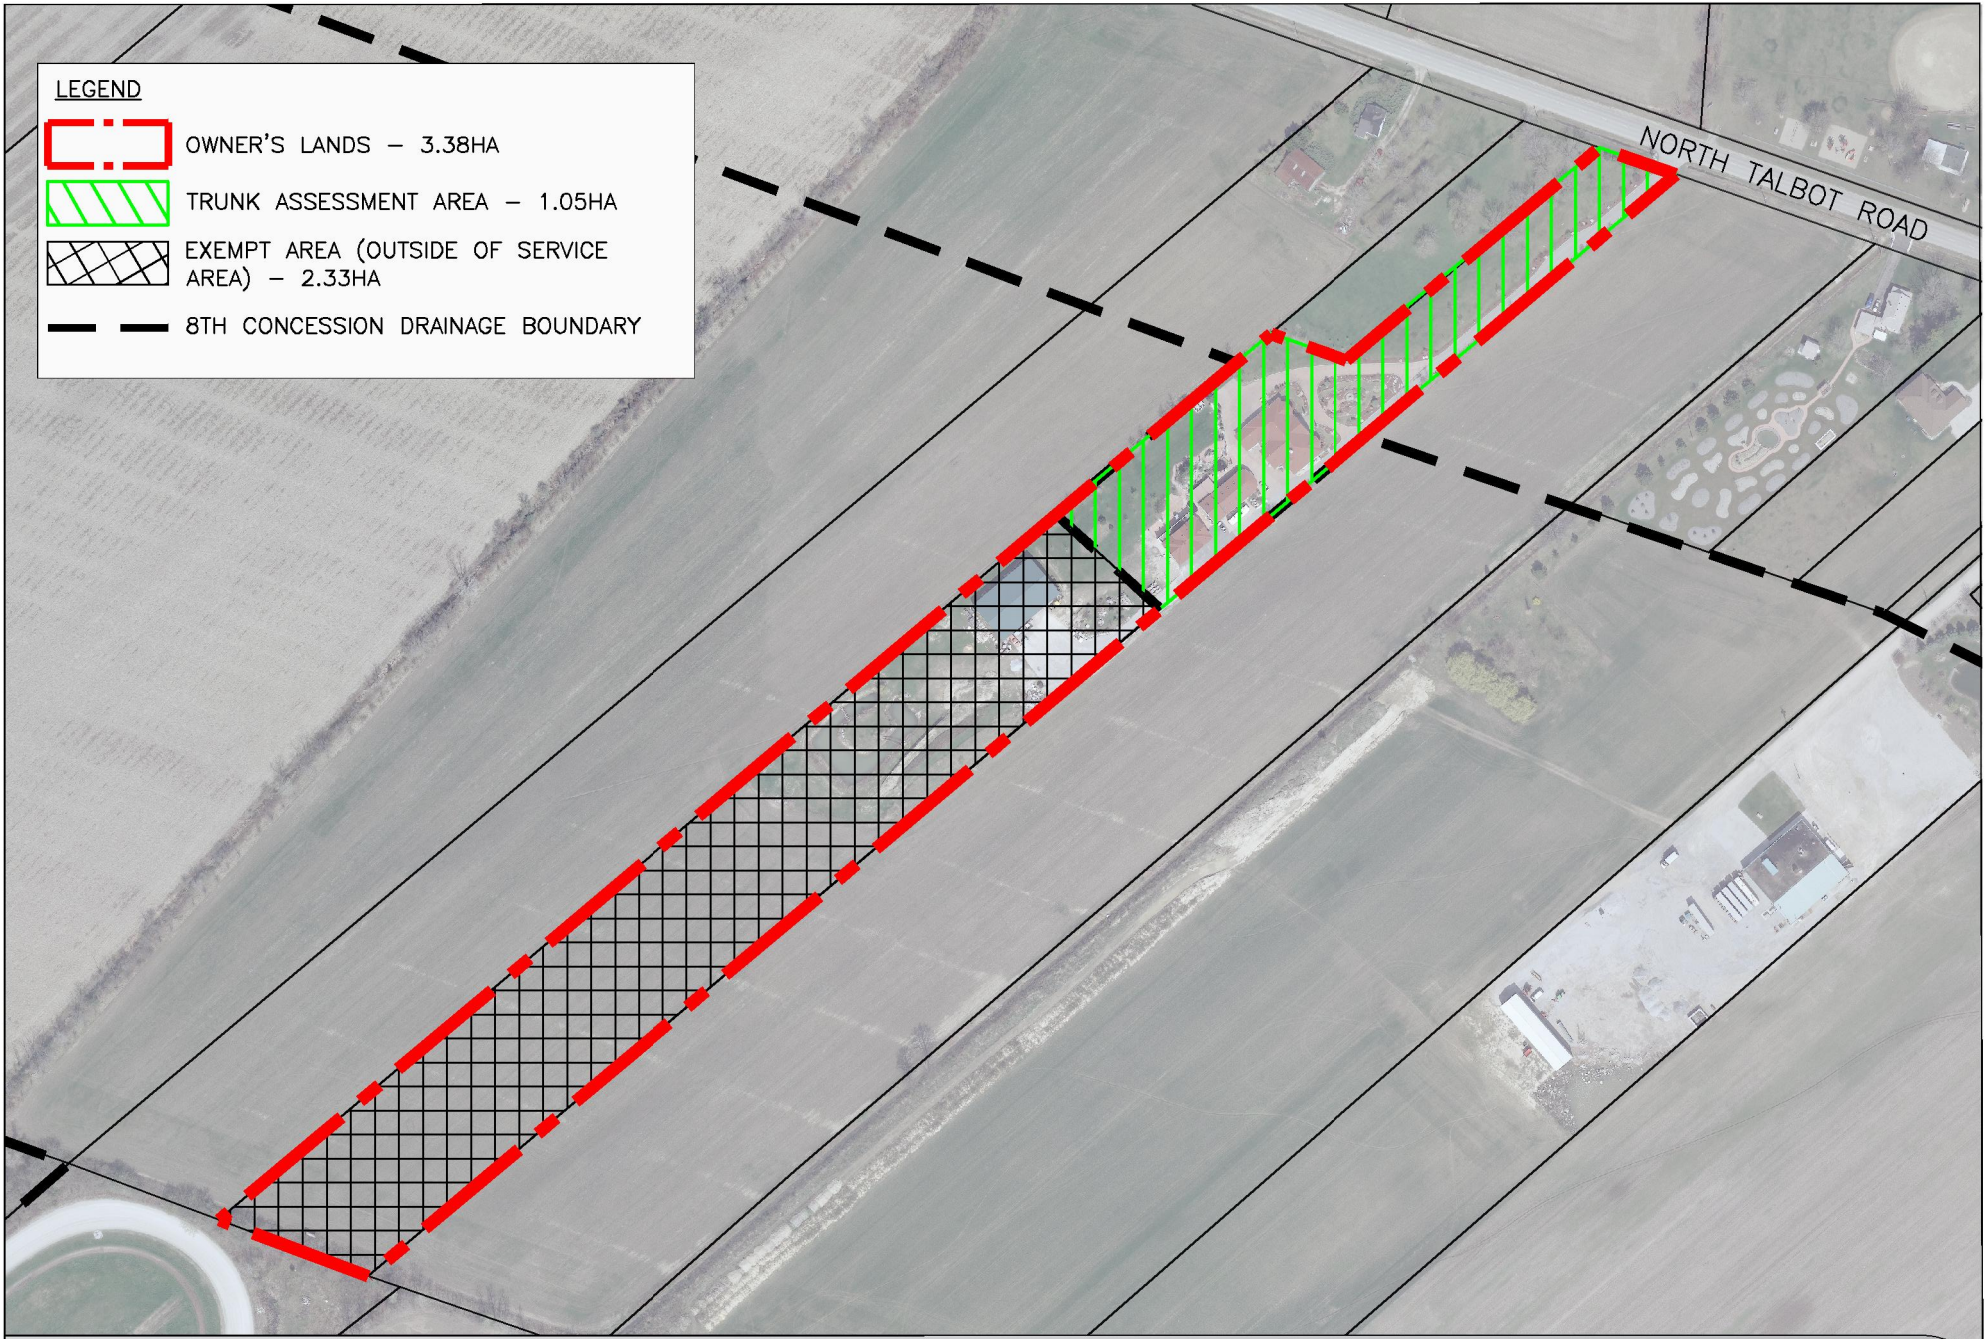 LEGEND
OWNER'S LANDS – 3.38HA
TRUNK ASSESSMENT AREA – 1.05HA
EXEMPT AREA (OUTSIDE OF SERVICE
AREA) – 2.33HA
8TH CONCESSION DRAINAGE BOUNDARY
NORTH TALBOT ROAD